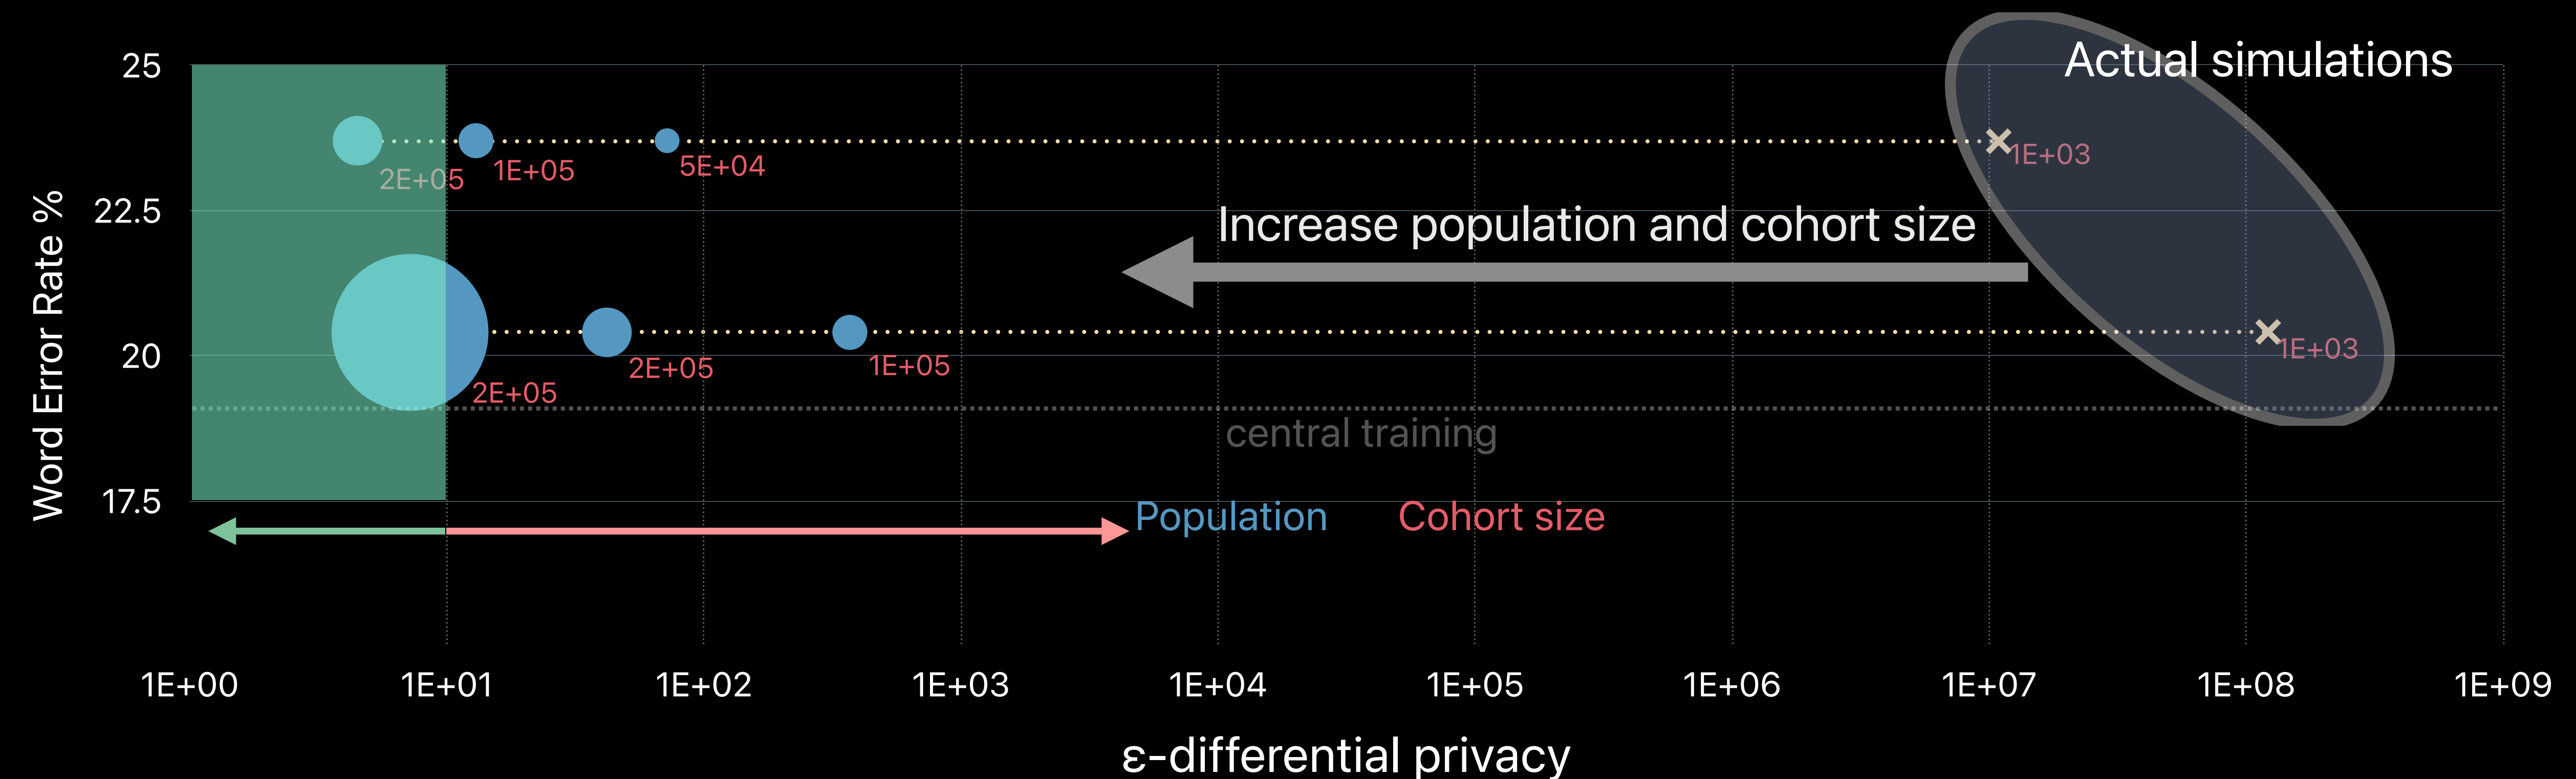 Actual simulations
25
1E+03
2E+05
1E+05
5E+04
22.5
Increase population and cohort size
Word Error Rate %
1E+03
20
2E+05
2E+05
1E+05
central training
17.5
Population
Cohort size
1E+00
1E+01
1E+02
1E+03
1E+04
1E+05
1E+06
1E+07
1E+08
1E+09
ε-differential privacy